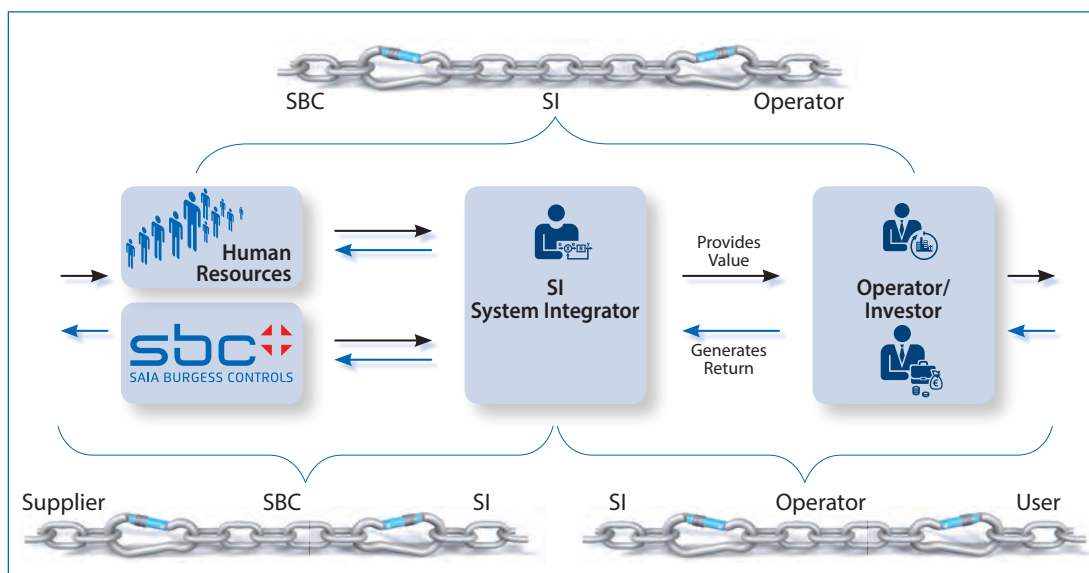 SBC
SI
Operator
Human
Resources
SI
System Integrator
Provides
Value
Generates
Return
Operator/
Investor
sbc
SAIA BURGESS CONTROLS
Supplier
SBC
SI
SI
Operator
User